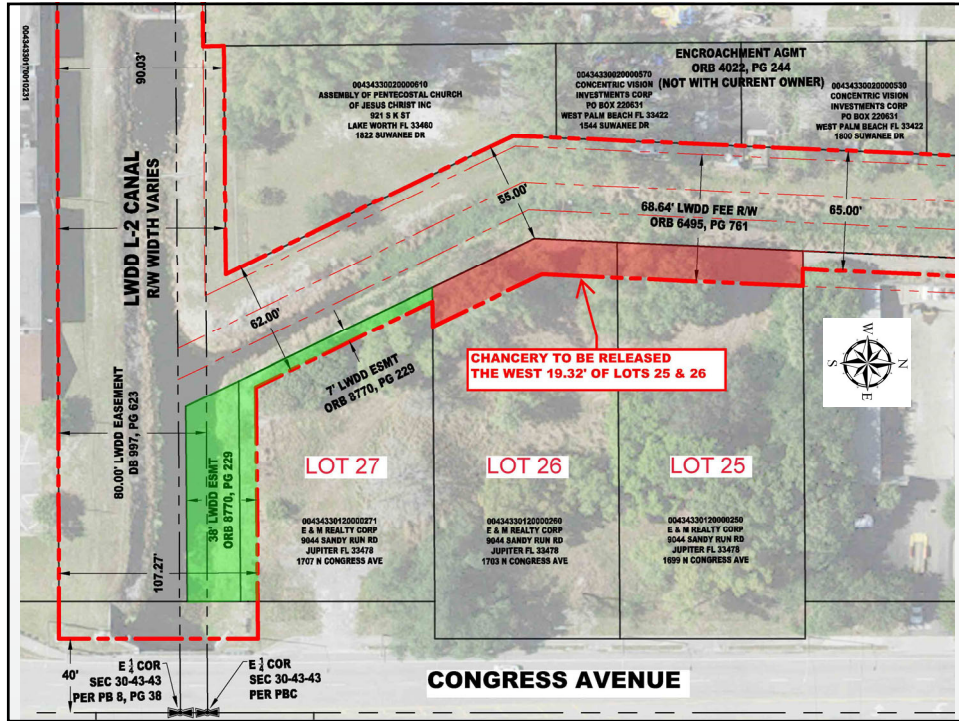 00434330170010231
90.03'
LWDD L-2 CANAL
R/W WIDTH VARIES
00434330020000610
ASSEMBLY OF PENTECOSTAL CHURCH
OF JESUS CHRIST INC
921 S K ST
LAKE WORTH FL 33460
1822 SUWANEE DR
00434330020000570
CONCENTRIC VISION
INVESTMENTS CORP
PO BOX 220631
WEST PALM BEACH FL 33422
1544 SUWANEE DR
ENCROACHMENT AGMT
ORB 4022, PG 244
(NOT WITH CURRENT OWNER)
00434330020000530
CONCENTRIC VISION
INVESTMENTS CORP
PO BOX 220631
WEST PALM BEACH FL 33422
1800 SUWANEE DR
55.00'
68.64' LWDD FEE R/W
ORB 6495, PG 761
65.00'
62.00'
7' LWDD ESMT
ORB 8770, PG 229
CHANCERY TO BE RELEASED
THE WEST 19.32' OF LOTS 25 & 26
W
N
S
E
80.00' LWDD EASEMENT
DB 997, PG 623
38' LWDD ESMT
ORB 8770, PG 229
LOT 27
LOT 26
LOT 25
00434330120000271
E & M REALTY CORP
9044 SANDY RUN RD
JUPITER FL 33478
1707 N CONGRESS AVE
00434330120000260
E & M REALTY CORP
9044 SANDY RUN RD
JUPITER FL 33478
1703 N CONGRESS AVE
00434330120000250
E & M REALTY CORP
9044 SANDY RUN RD
JUPITER FL 33478
1699 N CONGRESS AVE
107.27'
40'
E 1/4 COR
SEC 30-43-43
PER PB 8, PG 38
E 1/4 COR
SEC 30-43-43
PER PBC
CONGRESS AVENUE